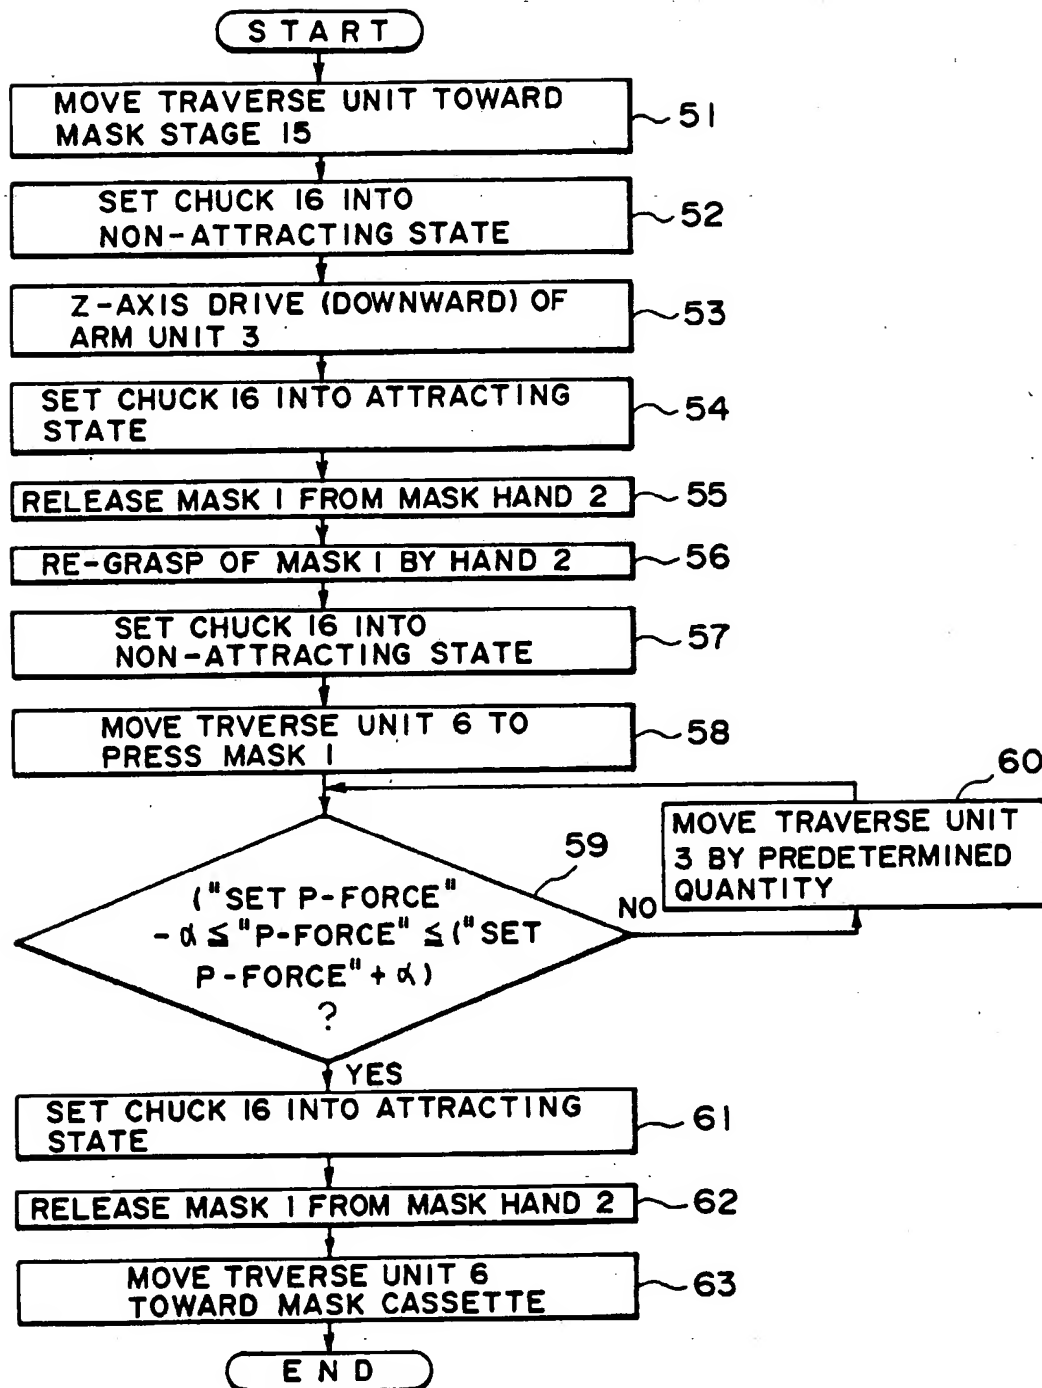 START
MOVE TRAVERSE UNIT TOWARD
MASK STAGE 15
51
SET CHUCK 16 INTO
NON-ATTRACTING STATE
52
Z-AXIS DRIVE (DOWNWARD) OF
ARM UNIT 3
53
SET CHUCK 16 INTO ATTRACTING
STATE
54
RELEASE MASK 1 FROM MASK HAND 2
55
RE-GRASP OF MASK 1 BY HAND 2
56
SET CHUCK 16 INTO
NON-ATTRACTING STATE
57
MOVE TRVERSE UNIT 6 TO
PRESS MASK 1
58
60
MOVE TRAVERSE UNIT
3 BY PREDETERMINED
QUANTITY
59
("SET P-FORCE"
-α ≤ "P-FORCE" ≤ ("SET
P-FORCE" + α)
?
NO
YES
SET CHUCK 16 INTO ATTRACTING
STATE
61
RELEASE MASK 1 FROM MASK HAND 2
62
MOVE TRVERSE UNIT 6
TOWARD MASK CASSETTE
63
END